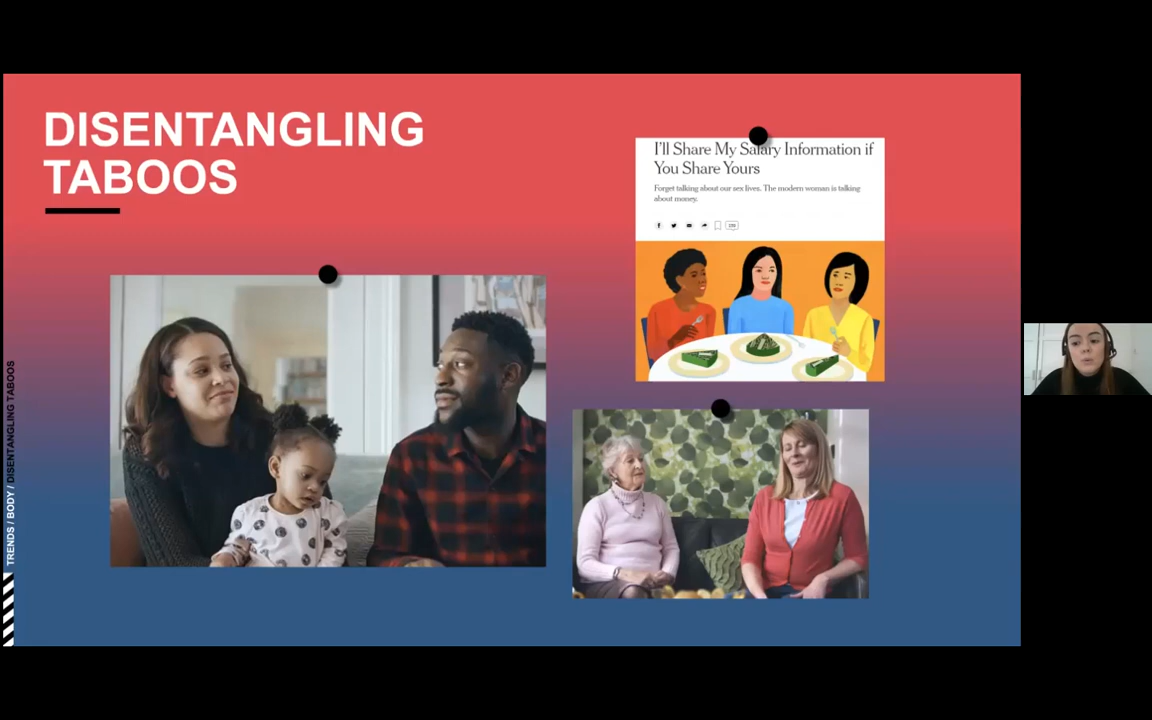 DISENTANGLING
TABOOS
I'll Share My Salary Information if
You Share Yours
Forget talking about our sex lives. The modern woman is talking
about money.
TRENDS / BODY / DISENTANGLING TABOOS